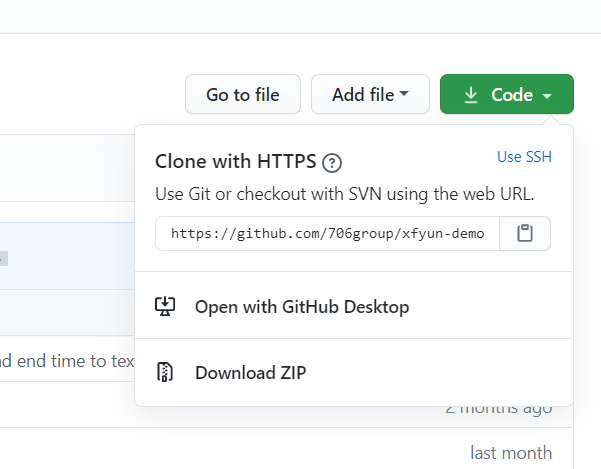 Go to file
Add file
Code
Clone with HTTPS
Use SSH
Use Git or checkout with SVN using the web URL.
https://github.com/706group/xfyun-demo
Open with GitHub Desktop
nd end time to tex
Download ZIP
2 months ago
last month